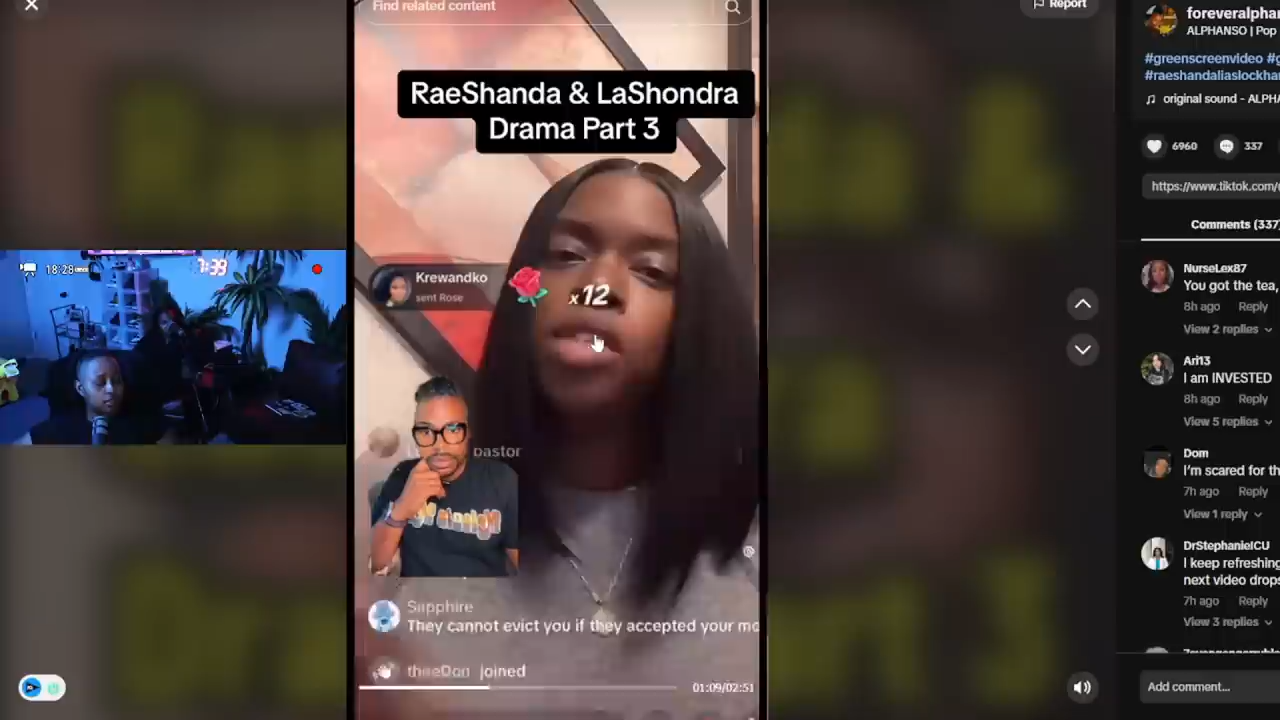 Find related content
Report
RaeShanda & LaShondra
Drama Part 3
18:28
7:39
Krewandko
sent Rose
x12
pastor
Sapphire
They cannot evict you if they accepted your mo
theeDon joined
01:09/02:51
foreveralphan
ALPHANSO | Pop
#greenscreenvideo #g
#raeshandaliaslockhar
original sound - ALPHA
6960
337
https://www.tiktok.com/
Comments (337)
NurseLex87
You got the tea,
8h ago Reply
View 2 replies
Ari13
I am INVESTED
8h ago Reply
View 5 replies
Dom
I'm scared for th
7h ago Reply
View 1 reply
DrStephanieICU
I keep refreshing
next video drops
7h ago Reply
View 3 replies
Add comment...